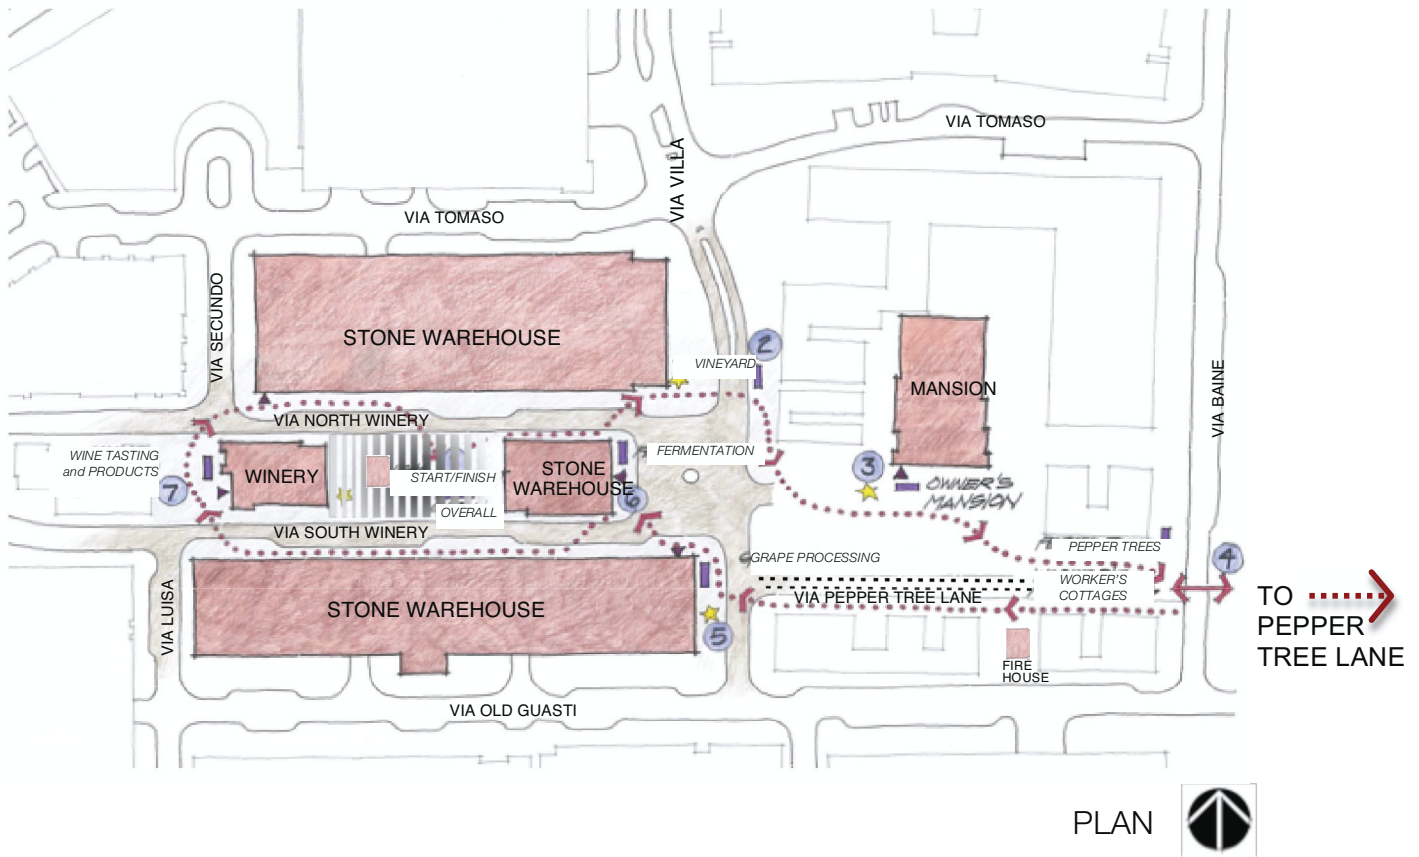 VIA TOMASO
VIA VILLA
VIA TOMASO
VIA SECUNDO
STONE WAREHOUSE
2
VINEYARD
MANSION
VIA BAINE
VIA NORTH WINERY
WINE TASTING
and PRODUCTS
7
WINERY
START/FINISH
OVERALL
STONE
WAREHOUSE
6
FERMENTATION
3
OWNER'S
MANSION
VIA SOUTH WINERY
GRAPE PROCESSING
PEPPER TREES
4
WORKER'S
COTTAGES
VIA PEPPER TREE LANE
TO
PEPPER
TREE LANE
VIA LUISA
STONE WAREHOUSE
5
FIRE
HOUSE
VIA OLD GUASTI
PLAN